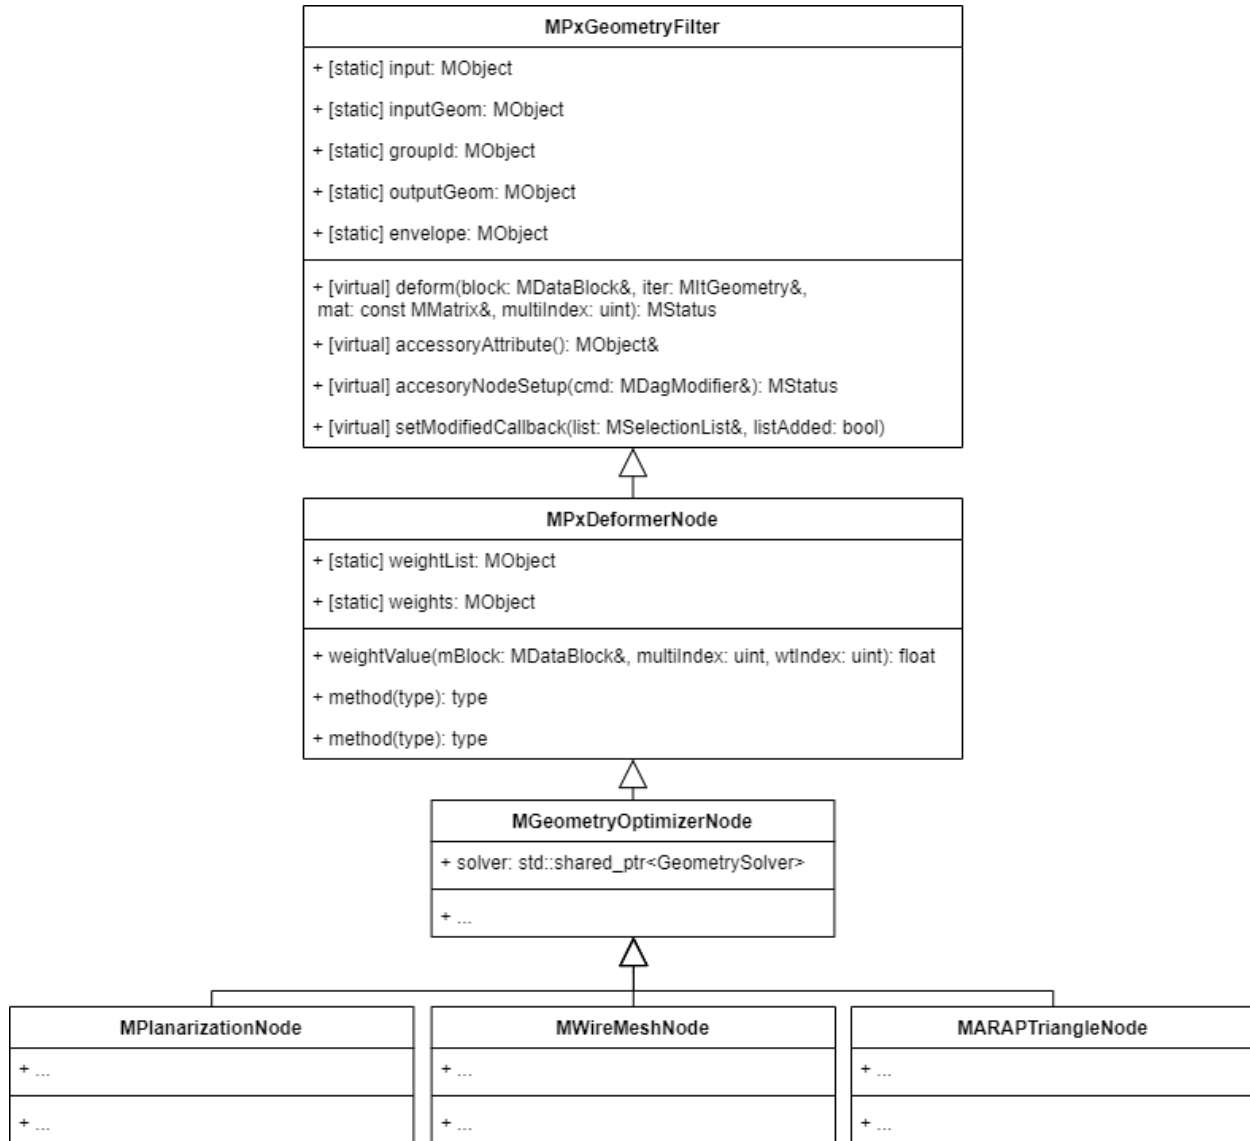 MPxGeometryFilter
+ [static] input: MObject
+ [static] inputGeom: MObject
+ [static] groupId: MObject
+ [static] outputGeom: MObject
+ [static] envelope: MObject
+ [virtual] deform(block: MDataBlock&, iter: MItGeometry&,
mat: const MMatrix&, multiIndex: uint): MStatus
+ [virtual] accessoryAttribute(): MObject&
+ [virtual] accesoryNodeSetup(cmd: MDagModifier&): MStatus
+ [virtual] setModifiedCallback(list: MSelectionList&, listAdded: bool)
MPxDeformerNode
+ [static] weightList: MObject
+ [static] weights: MObject
+ weightValue(mBlock: MDataBlock&, multiIndex: uint, wtIndex: uint): float
+ method(type): type
+ method(type): type
MGeometryOptimizerNode
+ solver: std::shared_ptr<GeometrySolver>
+ ...
MPlanarizationNode
+ ...
+ ...
MWireMeshNode
+ ...
+ ...
MARAPTriangleNode
+ ...
+ ...